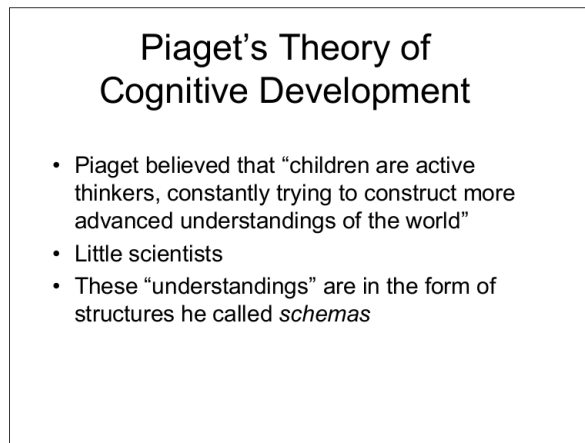 Piaget’s Theory of
Cognitive Development
• Piaget believed that “children are active
thinkers, constantly trying to construct more
advanced understandings of the world”
• Little scientists
• These “understandings” are in the form of
structures he called schemas